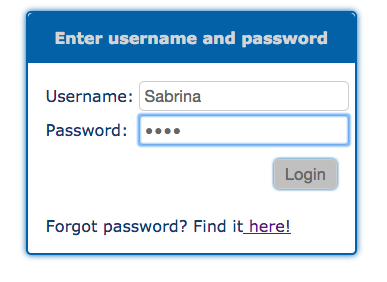 Enter username and password
Username: Sabrina
Password: ••••
Login
Forgot password? Find it here!